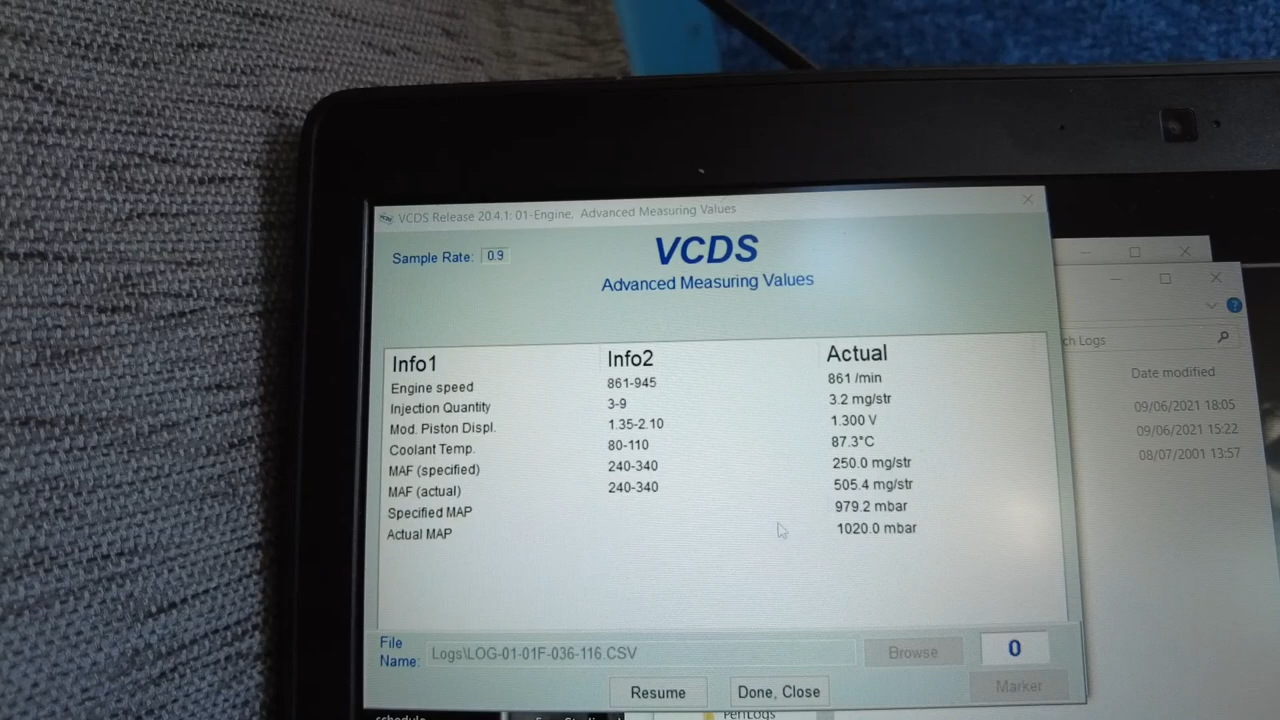 VCDS Release 20.4.1: 01-Engine, Advanced Measuring Values
Sample Rate: 0.9
VCDS
Advanced Measuring Values
Info1 Info2 Actual
Engine speed 861-945 861 /min
Injection Quantity 3-9 3.2 mg/str
Mod. Piston Displ. 1.35-2.10 1.300 V
Coolant Temp. 80-110 87.3°C
MAF (specified) 240-340 250.0 mg/str
MAF (actual) 240-340 505.4 mg/str
Specified MAP 979.2 mbar
Actual MAP 1020.0 mbar
File
Name: Logs\LOG-01-01F-036-116.CSV Browse 0
Resume Done, Close Marker
ch Logs
?
Date modified
09/06/2021 18:05
09/06/2021 15:22
08/07/2001 13:57
schedule
PerfLogs